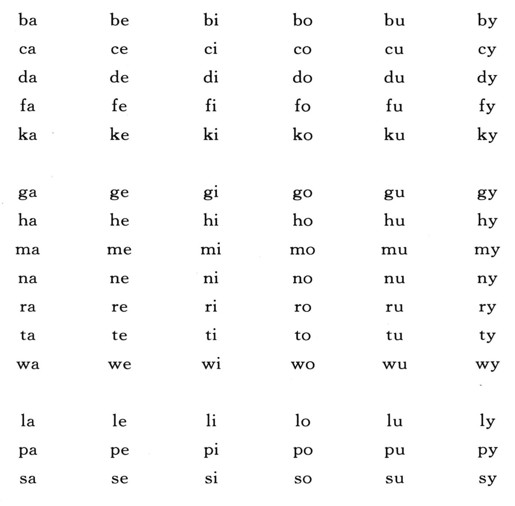 ba be bi bo bu by
ca ce ci co cu cy
da de di do du dy
fa fe fi fo fu fy
ka ke ki ko ku ky
ga ge gi go gu gy
ha he hi ho hu hy
ma me mi mo mu my
na ne ni no nu ny
ra re ri ro ru ry
ta te ti to tu ty
wa we wi wo wu wy
la le li lo lu ly
pa pe pi po pu py
sa se si so su sy